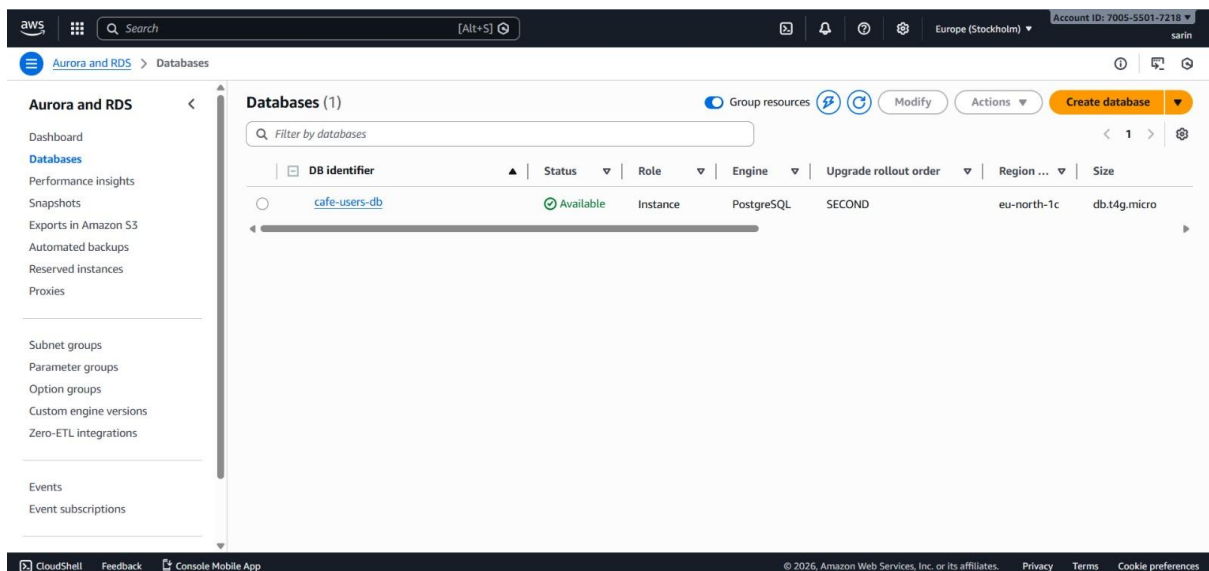 aws Search [Alt+S] Europe (Stockholm) Account ID: 7005-5501-7218
sarin
Aurora and RDS > Databases
Aurora and RDS
Dashboard
Databases
Performance insights
Snapshots
Exports in Amazon S3
Automated backups
Reserved instances
Proxies
Subnet groups
Parameter groups
Option groups
Custom engine versions
Zero-ETL integrations
Events
Event subscriptions
Databases (1) Group resources Modify Actions Create database
Filter by databases 1
DB identifier Status Role Engine Upgrade rollout order Region ... Size
cafe-users-db Available Instance PostgreSQL SECOND eu-north-1c db.t4g.micro
CloudShell Feedback Console Mobile App © 2026, Amazon Web Services, Inc. or its affiliates. Privacy Terms Cookie preferences